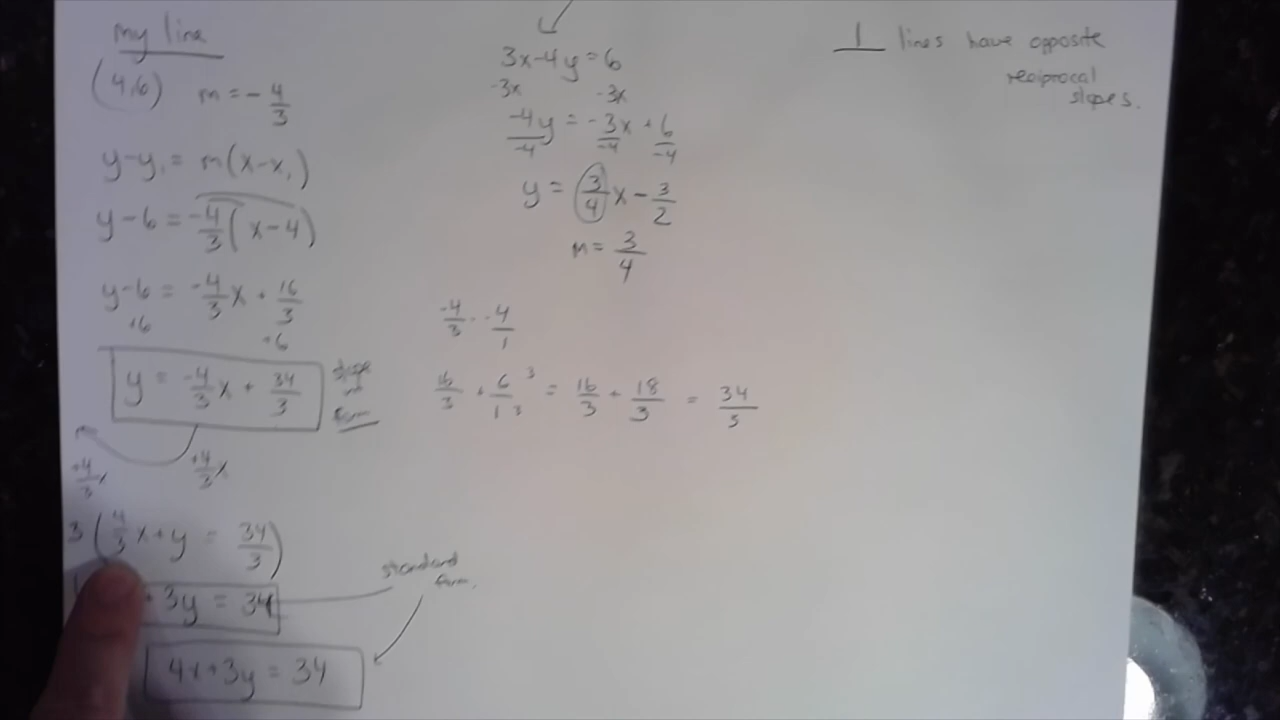 my line
(4,6) m = -4/3
y-y₁ = m(x-x₁)
y-6 = -4/3(x-4)
y-6 = -4/3x + 16/3
+6 +6
y = -4/3x + 34/3
slope
form
+4/3x +4/3x
3(4/3x+y = 34/3)
+3y = 34
4x+3y = 34
standard
form.
3x-4y=6
-3x -3x
-4y/-4 = -3x/-4 + 6/-4
y = 3/4x - 3/2
m = 3/4
-4/3 · -4/1
16/3 + 6/1 3/3 = 16/3 + 18/3 = 34/3
⊥ lines have opposite
reciprocal
slopes.